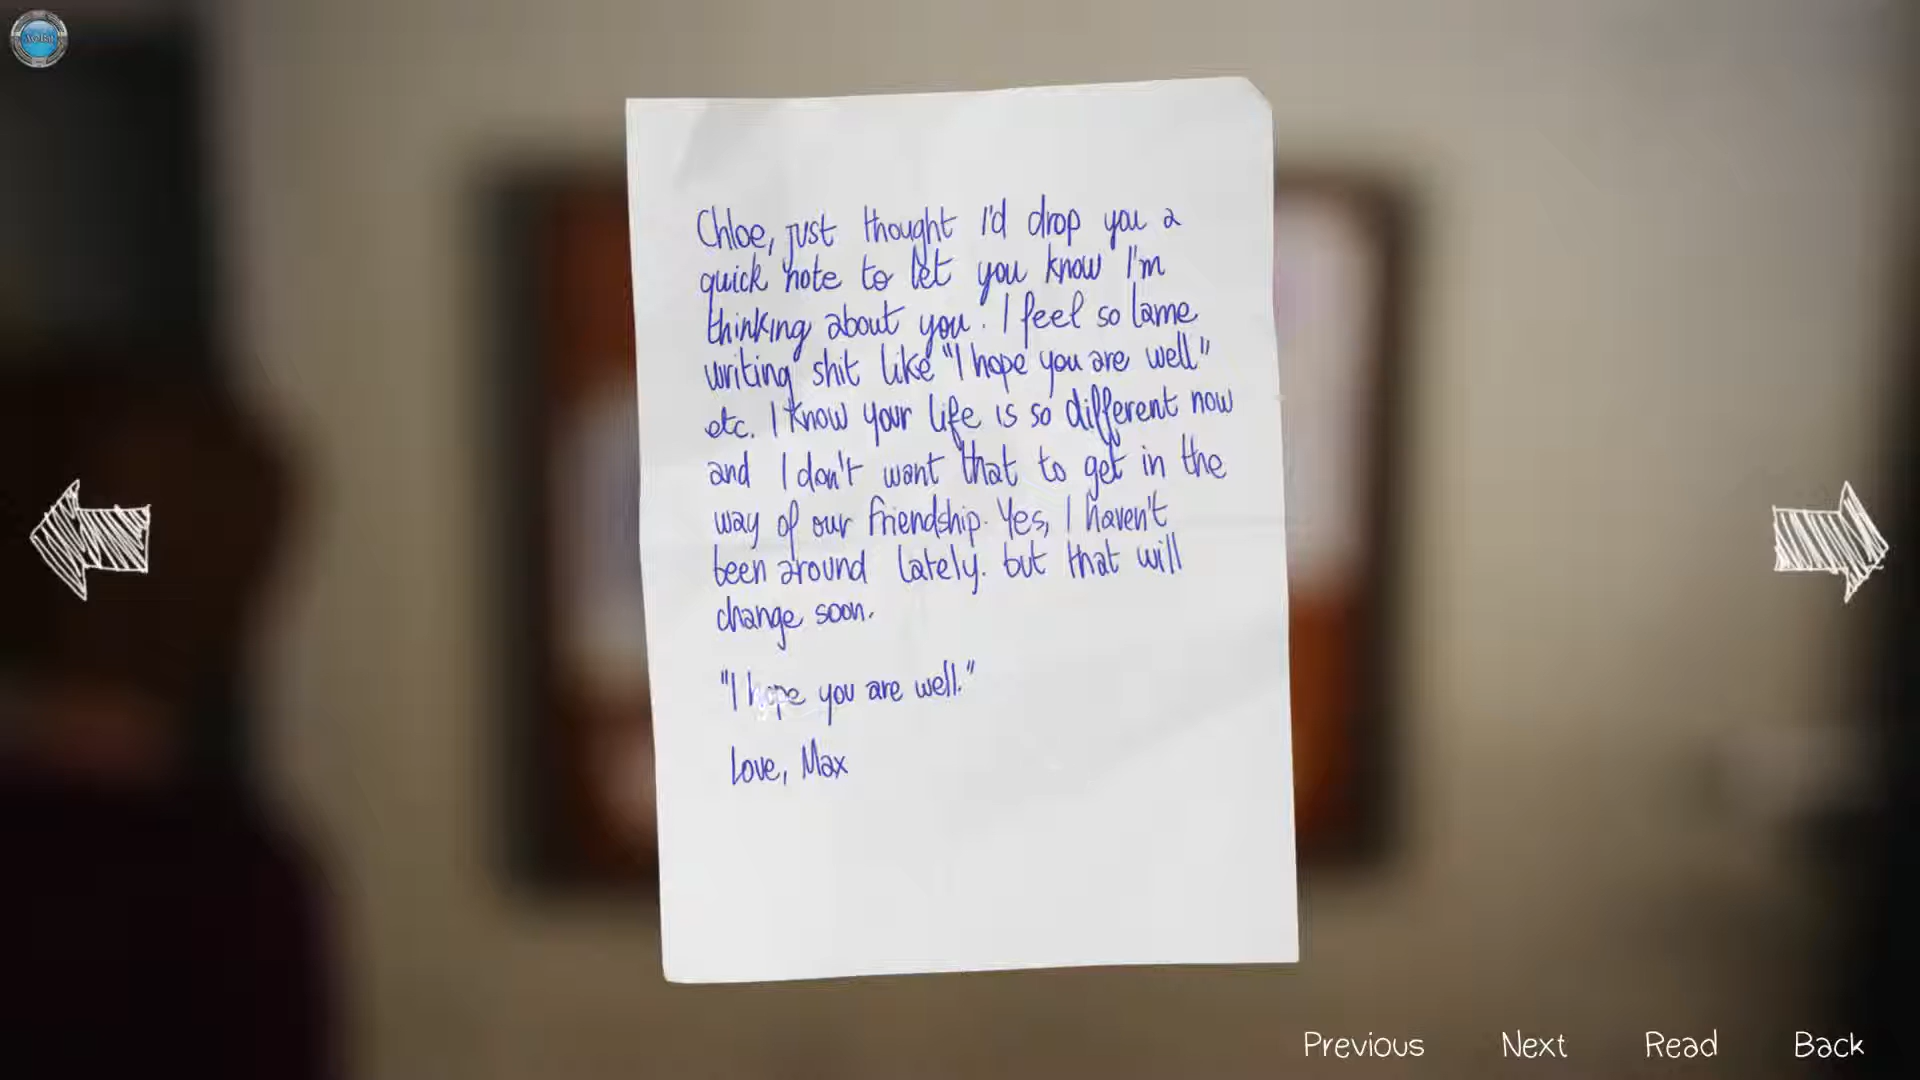 Chloe, just thought I'd drop you a
quick note to let you know I'm
thinking about you. I feel so lame
writing shit like "I hope you are well"
etc. I know your life is so different now
and I don't want that to get in the
way of our friendship. Yes, I haven't
been around lately. but that will
change soon.
"I hope you are well."
Love, Max
Previous Next Read Back